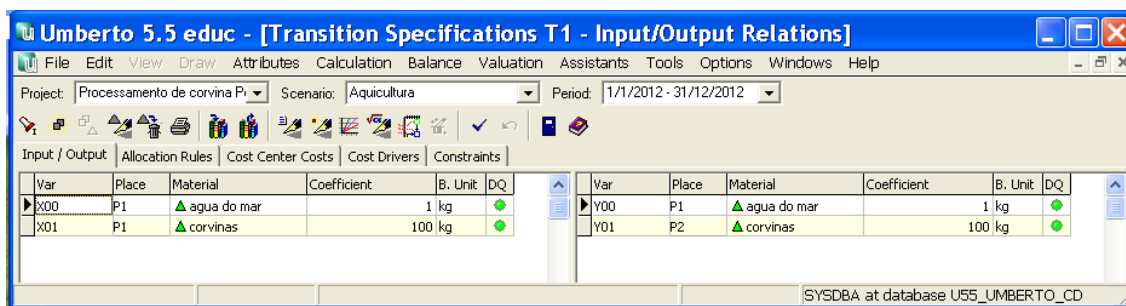 Umberto 5.5 educ - [Transition Specifications T1 - Input/Output Relations]
File Edit View Draw Attributes Calculation Balance Valuation Assistants Tools Options Windows Help
Project: Processamento de corvina Scenario: Aquicultura Period: 1/1/2012 - 31/12/2012
Input / Output Allocation Rules Cost Center Costs Cost Drivers Constraints
Var Place Material Coefficient B. Unit DQ Var Place Material Coefficient B. Unit DQ
X00 P1 agua do mar 1 kg Y00 P1 agua do mar 1 kg
X01 P1 corvinas 100 kg Y01 P2 corvinas 100 kg
SYSDBA at database U55_UMBERTO_CD